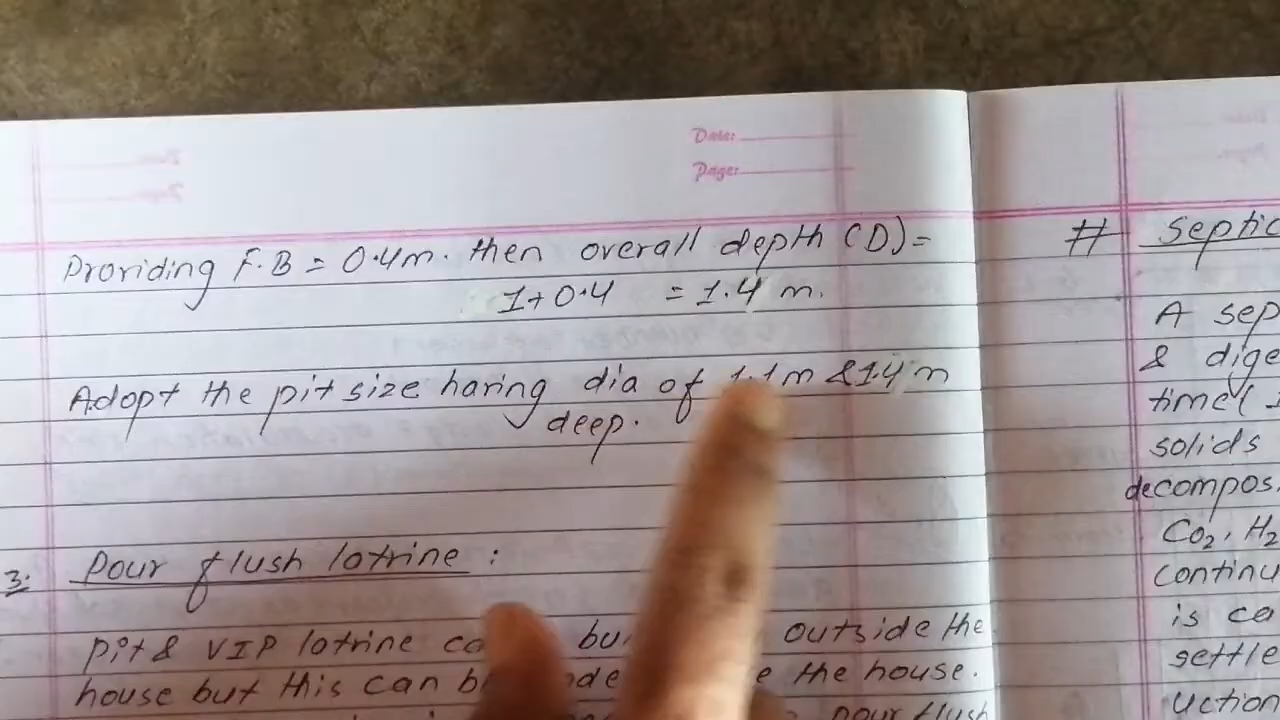 Date:
Page:
Providing F.B = 0.4m. then overall depth (D) =
1+0.4 = 1.4 m.
Adopt the pit size having dia of 1.1m & 1.4 m
deep.
3. Pour flush latrine :
Pit & VIP latrine outside the
house but this can the house.
pour flush
# Septic
A sep
& dige
time(
solids
decompos.
CO2, H2
continu
is ca
settle
uction